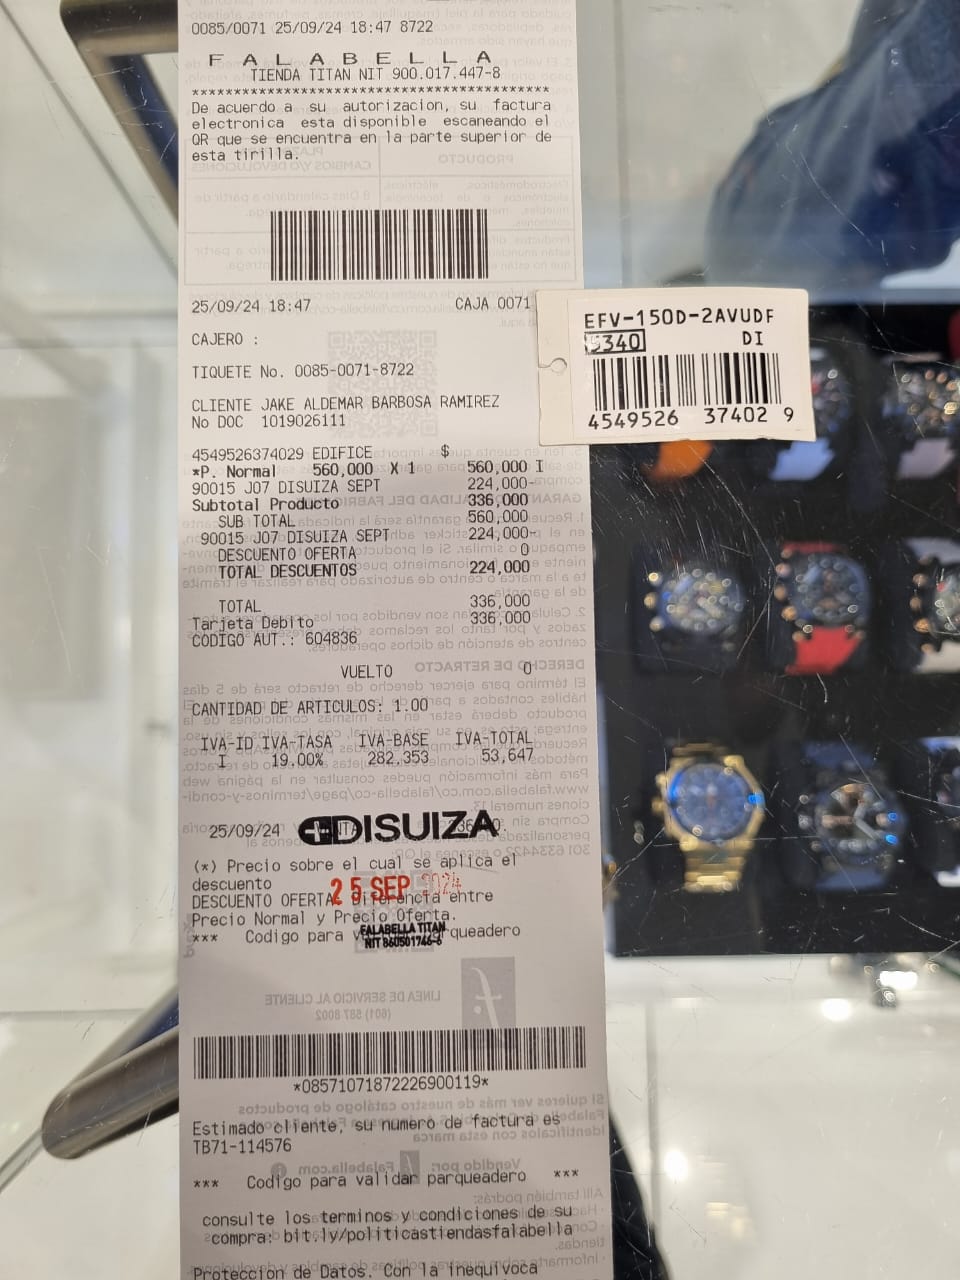 0085/0071 25/09/24 18:47 8722
F A L A B E L L A
TIENDA TITAN NIT 900.017.447-8
******************************************
De acuerdo a su autorizacion, su factura
electronica esta disponible escaneando el
QR que se encuentra en la parte superior de
esta tirilla.
25/09/24 18:47 CAJA 0071
CAJERO :
TIQUETE No. 0085-0071-8722
CLIENTE JAKE ALDEMAR BARBOSA RAMIREZ
No DOC 1019026111
4549526374029 EDIFICE $
*P. Normal 560,000 X 1 560,000 I
90015 J07 DISUIZA SEPT 224,000-
Subtotal Producto 336,000
SUB TOTAL 560,000
90015 J07 DISUIZA SEPT 224,000-
DESCUENTO OFERTA 0
TOTAL DESCUENTOS 224,000
TOTAL 336,000
Tarjeta Debito 336,000
CODIGO AUT.: 604836
VUELTO 0
CANTIDAD DE ARTICULOS: 1.00
IVA-ID IVA-TASA IVA-BASE IVA-TOTAL
I 19.00% 282,353 53,647
25/09/24 DISUIZA
(*) Precio sobre el cual se aplica el
descuento
25 SEP 2024
DESCUENTO OFERTA: Diferencia entre
Precio Normal y Precio Oferta.
FALABELLA TITAN
*** Codigo para parqueadero
NIT 860501746-6
*08571071872226900119*
Estimado cliente, su numero de factura es
TB71-114576
*** Codigo para validar parqueadero ***
consulte los terminos y condiciones de su
compra: bit.ly/politicastiendasfalabella
Proteccion de Datos. Con la inequivoca
EFV-150D-2AVUDF
5340 DI
4549526 37402 9